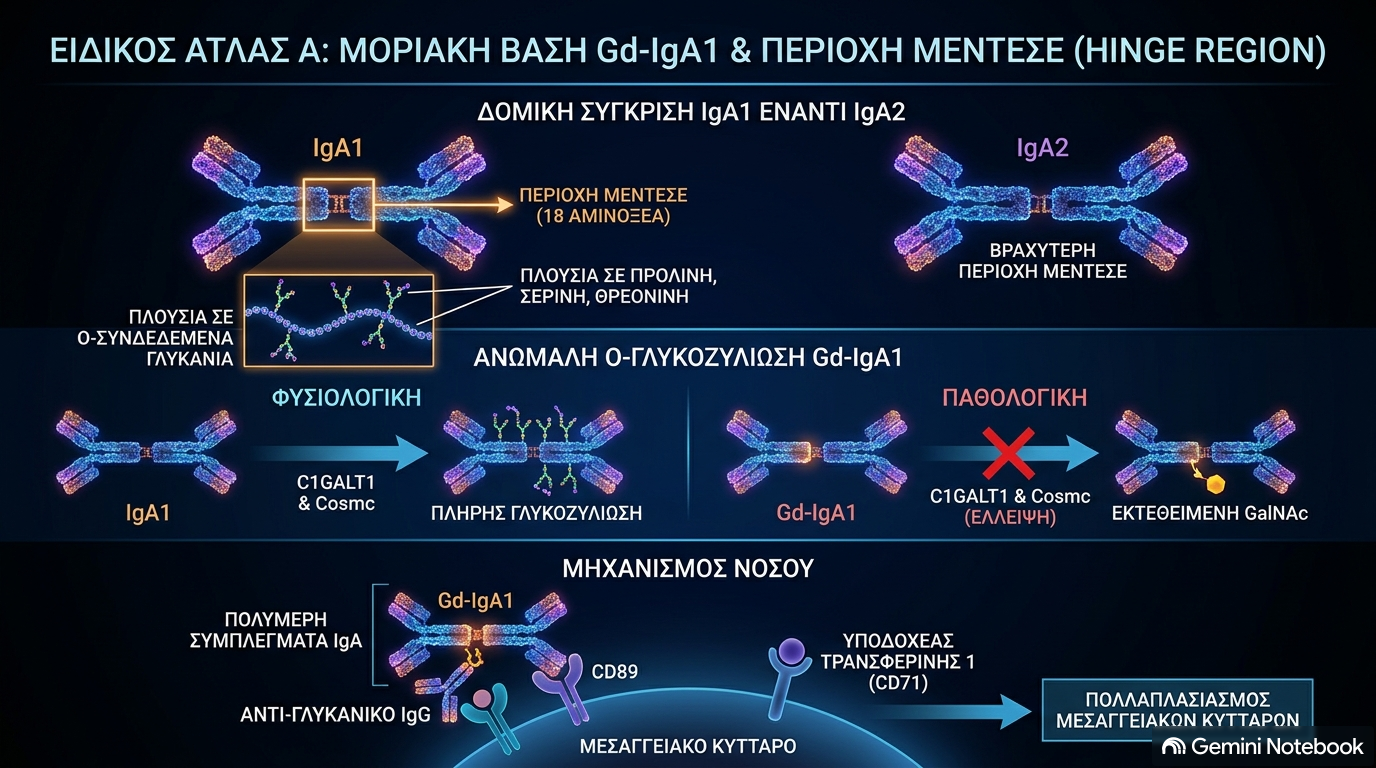 ΕΙΔΙΚΟΣ ΑΤΛΑΣ Α: ΜΟΡΙΑΚΗ ΒΑΣΗ Gd-IgA1 & ΠΕΡΙΟΧΗ ΜΕΝΤΕΣΕ (HINGE REGION)
ΔΟΜΙΚΗ ΣΥΓΚΡΙΣΗ IgA1 ΕΝΑΝΤΙ IgA2
IgA1
ΠΕΡΙΟΧΗ ΜΕΝΤΕΣΕ
(18 ΑΜΙΝΟΞΕΑ)
ΠΛΟΥΣΙΑ ΣΕ ΠΡΟΛΙΝΗ,
ΣΕΡΙΝΗ, ΘΡΕΟΝΙΝΗ
ΠΛΟΥΣΙΑ ΣΕ
Ο-ΣΥΝΔΕΔΕΜΕΝΑ
ΓΛΥΚΑΝΙΑ
IgA2
ΒΡΑΧΥΤΕΡΗ
ΠΕΡΙΟΧΗ ΜΕΝΤΕΣΕ
ΑΝΩΜΑΛΗ Ο-ΓΛΥΚΟΖΥΛΙΩΣΗ Gd-IgA1
ΦΥΣΙΟΛΟΓΙΚΗ
IgA1
C1GALT1
& Cosmc
ΠΛΗΡΗΣ ΓΛΥΚΟΖΥΛΙΩΣΗ
ΠΑΘΟΛΟΓΙΚΗ
Gd-IgA1
C1GALT1 & Cosmc
(ΕΛΛΕΙΨΗ)
ΕΚΤΕΘΕΙΜΕΝΗ GalNAc
ΜΗΧΑΝΙΣΜΟΣ ΝΟΣΟΥ
ΠΟΛΥΜΕΡΗ
ΣΥΜΠΛΕΓΜΑΤΑ IgA
Gd-IgA1
ΑΝΤΙ-ΓΛΥΚΑΝΙΚΟ IgG
CD89
ΥΠΟΔΟΧΕΑΣ
ΤΡΑΝΣΦΕΡΙΝΗΣ 1
(CD71)
ΜΕΣΑΓΓΕΙΑΚΟ ΚΥΤΤΑΡΟ
ΠΟΛΛΑΠΛΑΣΙΑΣΜΟΣ
ΜΕΣΑΓΓΕΙΑΚΩΝ ΚΥΤΤΑΡΩΝ
Gemini Notebook